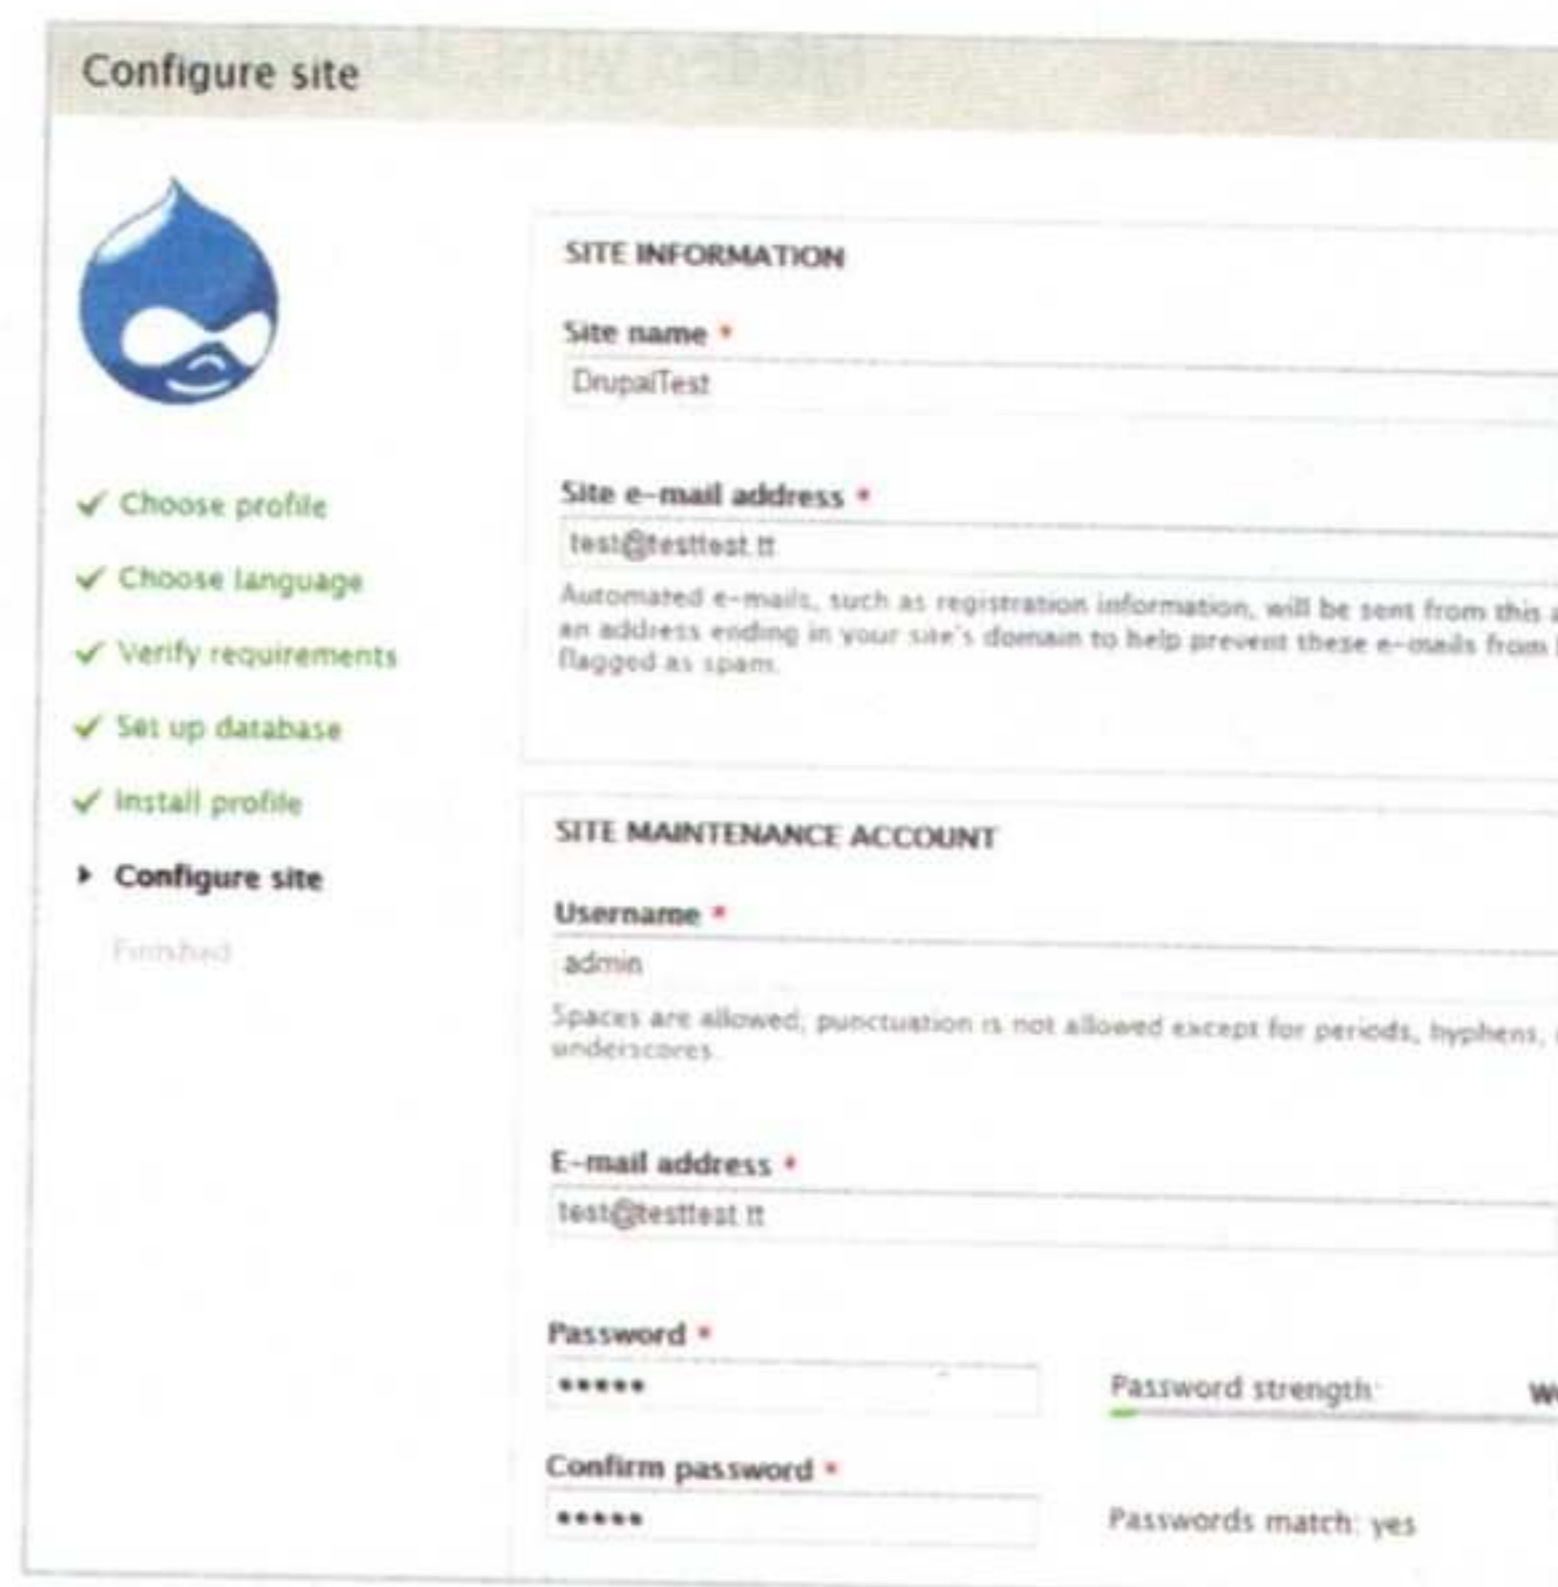 Configure site
Choose profile
Choose language
Verify requirements
Set up database
Install profile
Configure site
Finished
SITE INFORMATION
Site name *
DrupalTest
Site e-mail address *
test@testtest.tt
Automated e-mails, such as registration information, will be sent from this
an address ending in your site's domain to help prevent these e-mails from
flagged as spam.
SITE MAINTENANCE ACCOUNT
Username *
admin
Spaces are allowed; punctuation is not allowed except for periods, hyphens,
underscores.
E-mail address *
test@testtest.tt
Password *
•••••
Password strength:
Confirm password *
•••••
Passwords match: yes